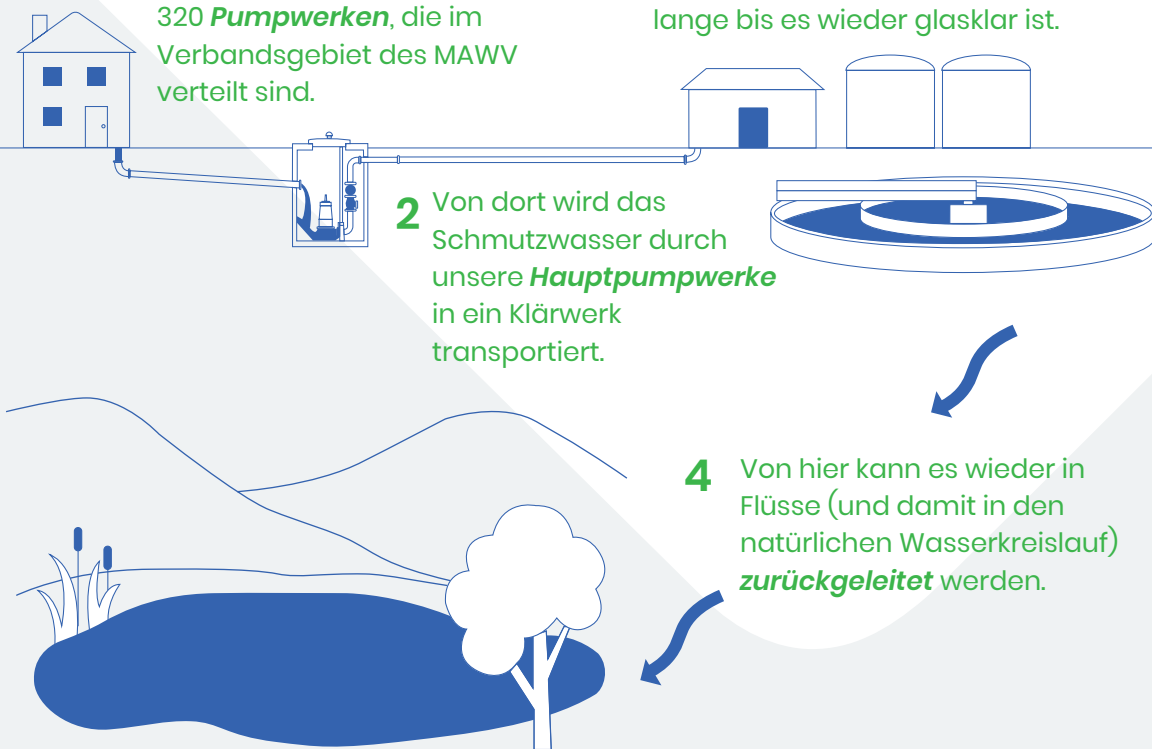 320 Pumpwerken, die im
Verbandsgebiet des MAWV
verteilt sind.
2 Von dort wird das
Schmutzwasser durch
unsere Hauptpumpwerke
in ein Klärwerk
transportiert.
lange bis es wieder glasklar ist.
4 Von hier kann es wieder in
Flüsse (und damit in den
natürlichen Wasserkreislauf)
zurückgeleitet werden.